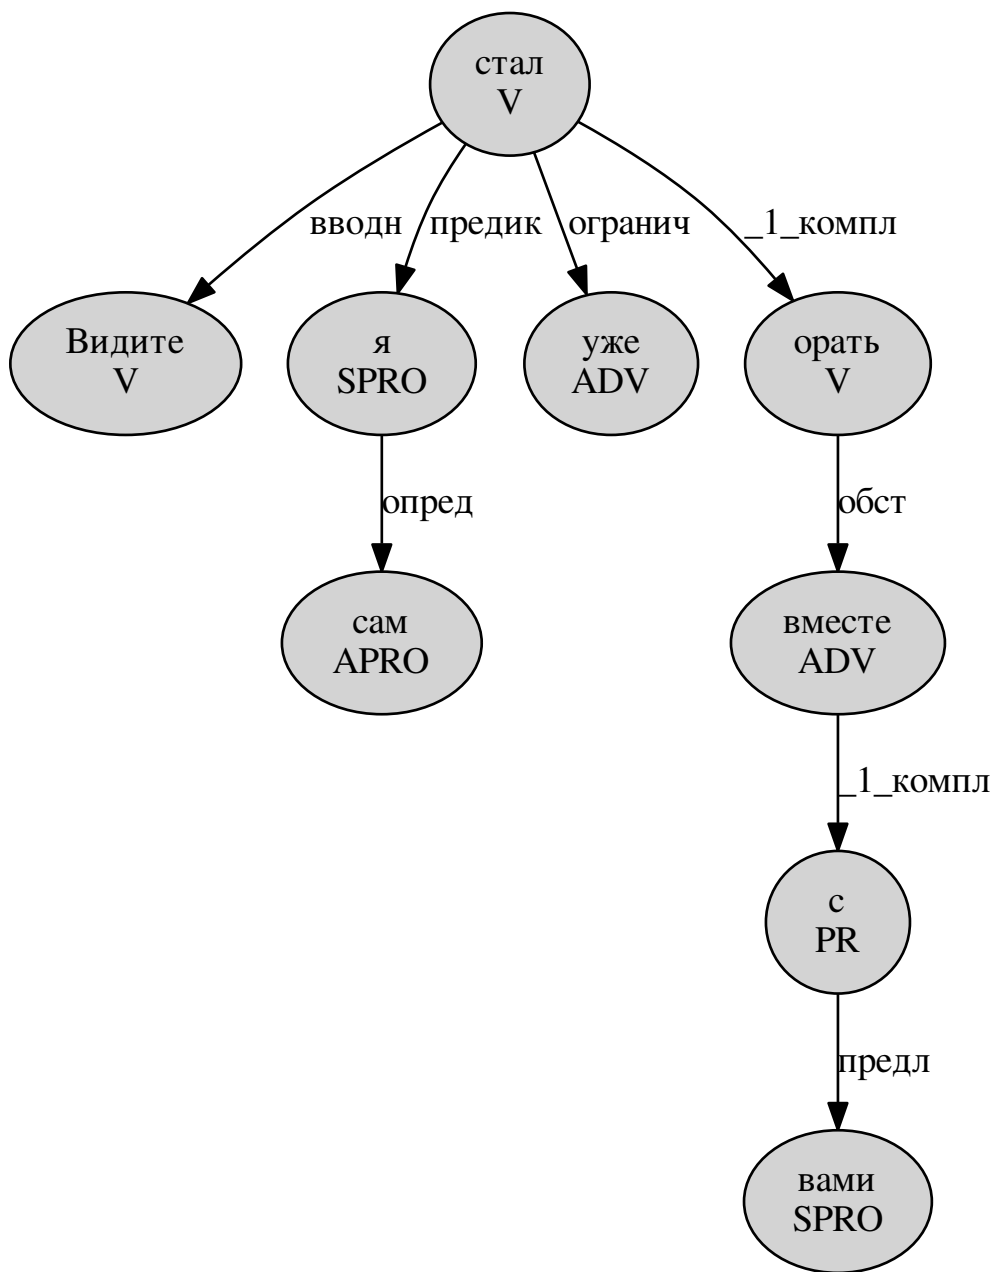 стал
V
вводн
предик
огранич
_1_компл
Видите
V
я
SPRO
уже
ADV
орать
V
опред
обст
сам
APRO
вместе
ADV
_1_компл
с
PR
предл
вами
SPRO